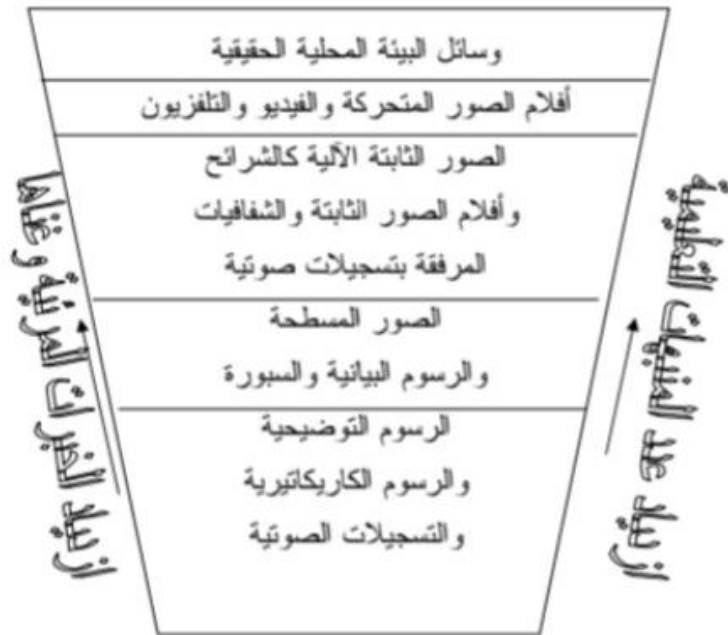 وسائل البيئة المحلية الحقيقية
أفلام الصور المتحركة والفيديو والتلفزيون
الصور الثابتة الآلية كالشرائح
وأفلام الصور الثابتة والشفافيات
المرفقة بتسجيلات صوتية
الصور المسطحة
والرسوم البيانية والسبورة
الرسوم التوضيحية
والرسوم الكاريكاتيرية
والتسجيلات الصوتية
ازدياد عدد المنبهات التعليمية
ازدياد الخبرات المرئية وغناها